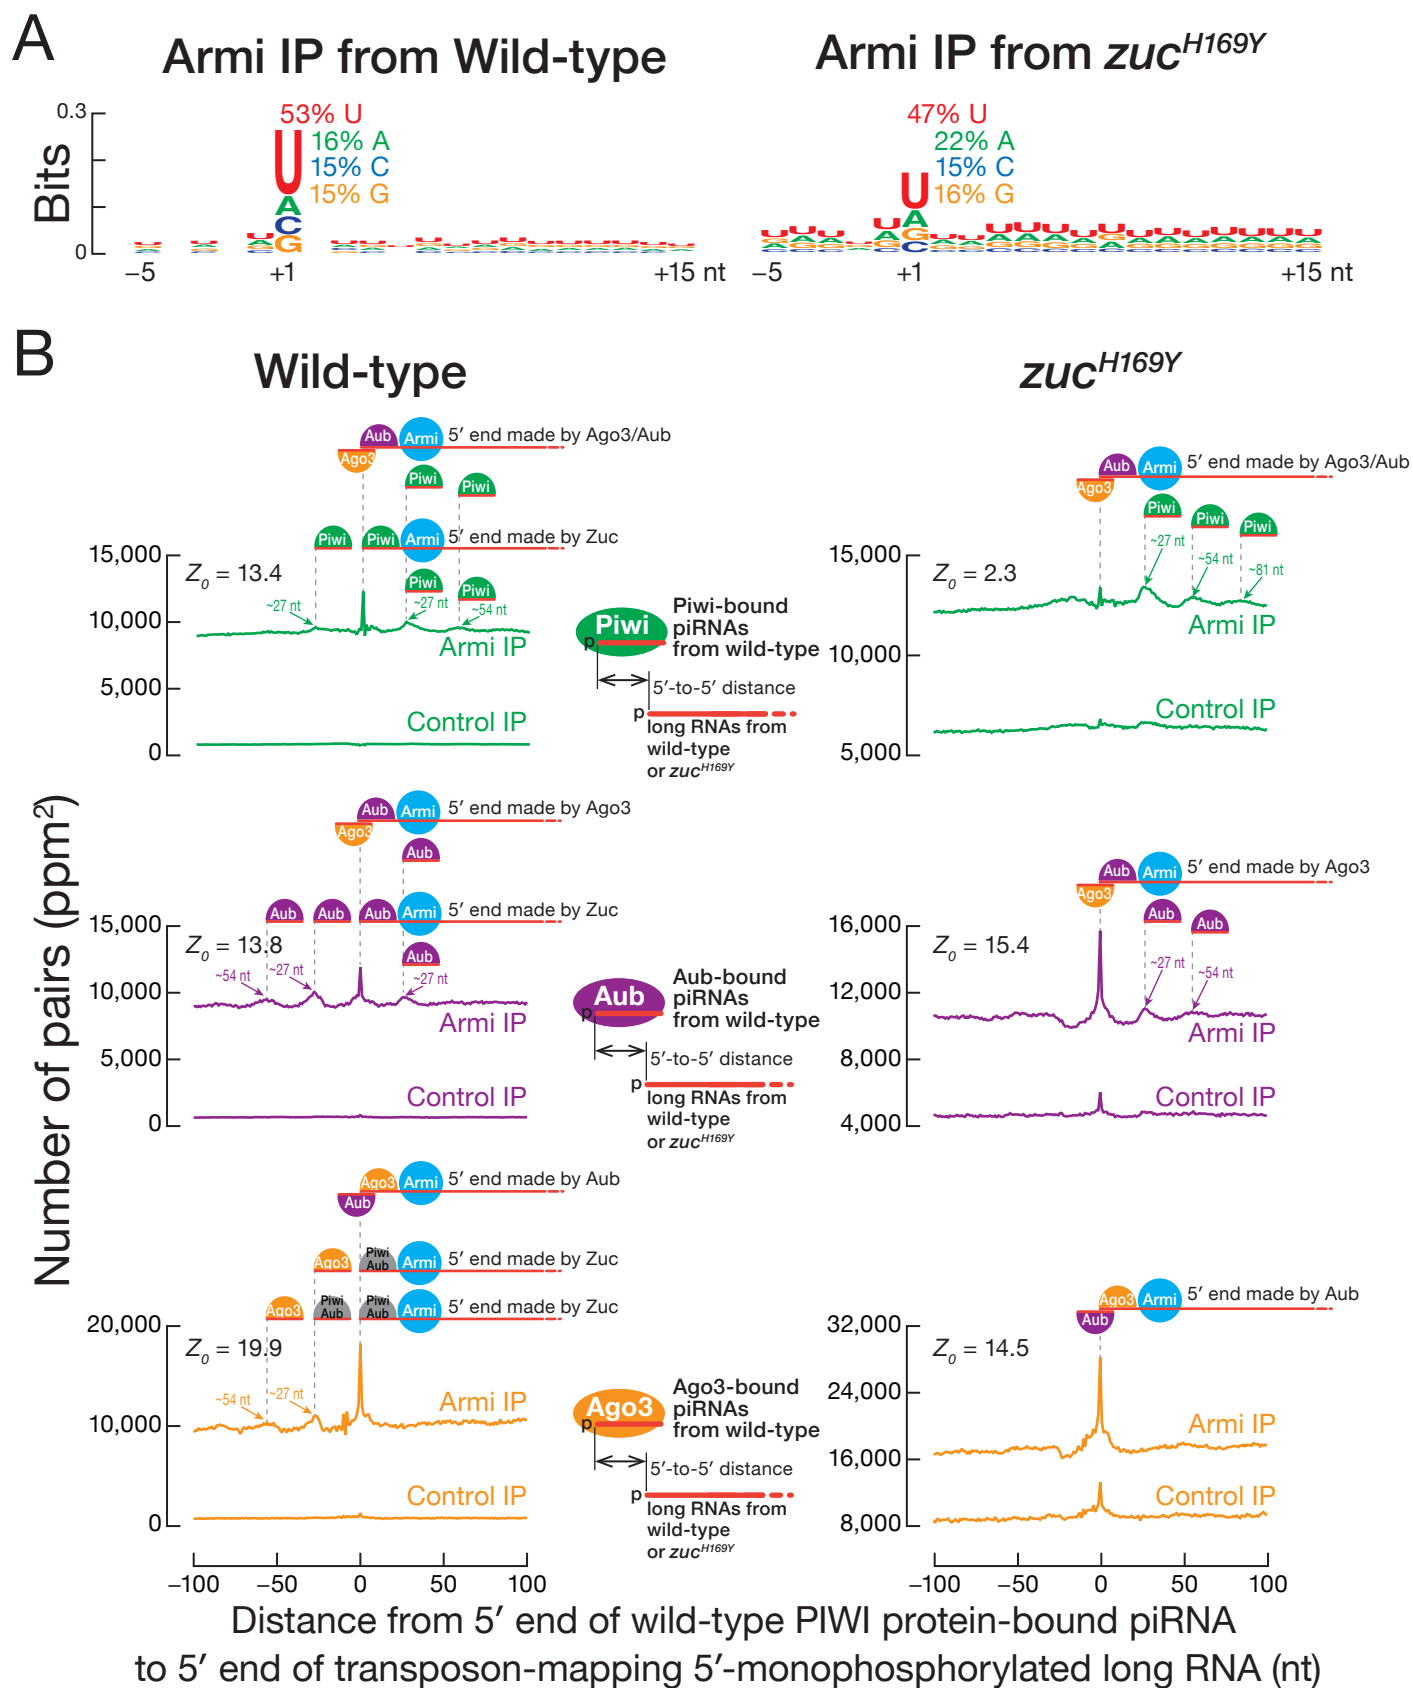 A
Armi IP from Wild-type
Armi IP from zucH169Y
Bits
0.3
0
53% U
16% A
15% C
15% G
U
A
C
G
−5
+1
+15 nt
47% U
22% A
15% C
16% G
U
A
G
C
−5
+1
+15 nt
B
Wild-type
zucH169Y
Number of pairs (ppm2)
Aub Armi 5′ end made by Ago3/Aub
Ago3
Piwi
Piwi
Piwi Piwi Armi 5′ end made by Zuc
Piwi
Piwi
15,000
10,000
5,000
0
Z0 = 13.4
~27 nt
~27 nt
~54 nt
Armi IP
Control IP
Piwi
p
Piwi-bound
piRNAs
from wild-type
5′-to-5′ distance
p
long RNAs from
wild-type
or zucH169Y
Aub Armi 5′ end made by Ago3/Aub
Ago3
Piwi
Piwi
Piwi
15,000
10,000
5,000
Z0 = 2.3
~27 nt
~54 nt
~81 nt
Armi IP
Control IP
Aub Armi 5′ end made by Ago3
Ago3
Aub
Aub Aub Aub Armi 5′ end made by Zuc
Aub
15,000
10,000
5,000
0
Z0 = 13.8
~54 nt
~27 nt
~27 nt
Armi IP
Control IP
Aub
p
Aub-bound
piRNAs
from wild-type
5′-to-5′ distance
p
long RNAs from
wild-type
or zucH169Y
Aub Armi 5′ end made by Ago3
Ago3
Aub
Aub
16,000
12,000
8,000
4,000
Z0 = 15.4
~27 nt
~54 nt
Armi IP
Control IP
Ago3 Armi 5′ end made by Aub
Aub
Ago3 Piwi Aub Armi 5′ end made by Zuc
Ago3 Piwi Aub Piwi Aub Armi 5′ end made by Zuc
20,000
10,000
0
Z0 = 19.9
~54 nt
~27 nt
Armi IP
Control IP
Ago3
p
Ago3-bound
piRNAs
from wild-type
5′-to-5′ distance
p
long RNAs from
wild-type
or zucH169Y
Ago3 Armi 5′ end made by Aub
Aub
32,000
24,000
16,000
8,000
Z0 = 14.5
Armi IP
Control IP
−100 −50 0 50 100
−100 −50 0 50 100
Distance from 5′ end of wild-type PIWI protein-bound piRNA
to 5′ end of transposon-mapping 5′-monophosphorylated long RNA (nt)